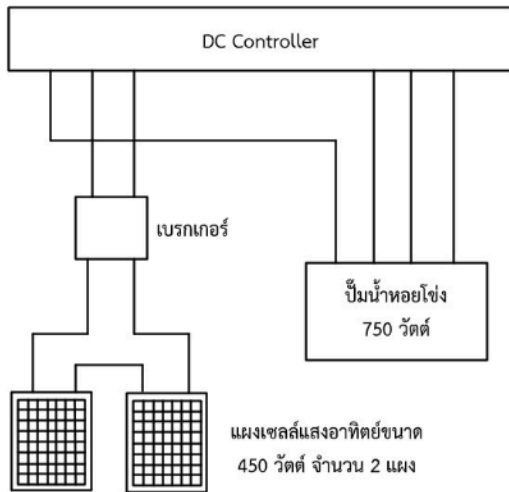 DC Controller
เบรกเกอร์
ปั๊มน้ำหอยโข่ง
750 วัตต์
แผงเซลล์แสงอาทิตย์ขนาด
450 วัตต์ จำนวน 2 แผง